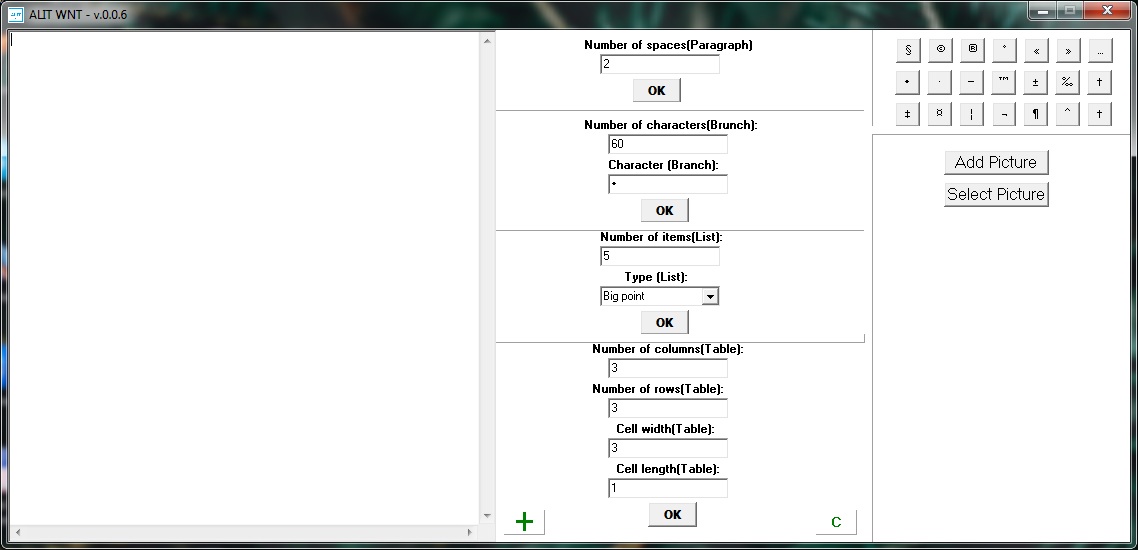 ALIT WNT - v.0.0.6
Number of spaces(Paragraph)
2
OK
Number of characters(Brunch):
60
Character (Branch):
•
OK
Number of items(List):
5
Type (List):
Big point
OK
Number of columns(Table):
3
Number of rows(Table):
3
Cell width(Table):
3
Cell length(Table):
1
OK
+
C
§ © ® ° « » …
• · – ™ ± ‰ †
‡ ¤ ¦ ¬ ¶ ^ †
Add Picture
Select Picture